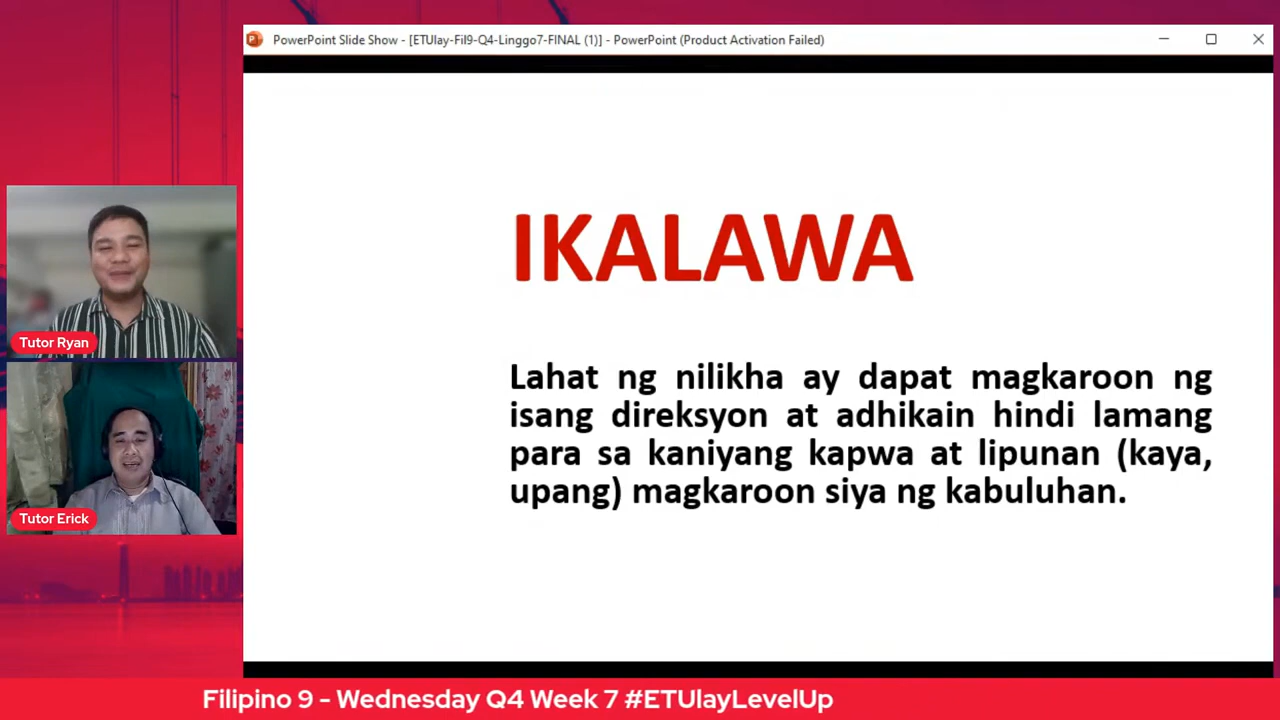 PowerPoint Slide Show - [ETUlay-Fil9-Q4-Linggo7-FINAL (1)] - PowerPoint (Product Activation Failed)
IKALAWA
Lahat ng nilikha ay dapat magkaroon ng
isang direksyon at adhikain hindi lamang
para sa kaniyang kapwa at lipunan (kaya,
upang) magkaroon siya ng kabuluhan.
Tutor Ryan
Tutor Erick
Filipino 9 - Wednesday Q4 Week 7 #ETUlayLevelUp